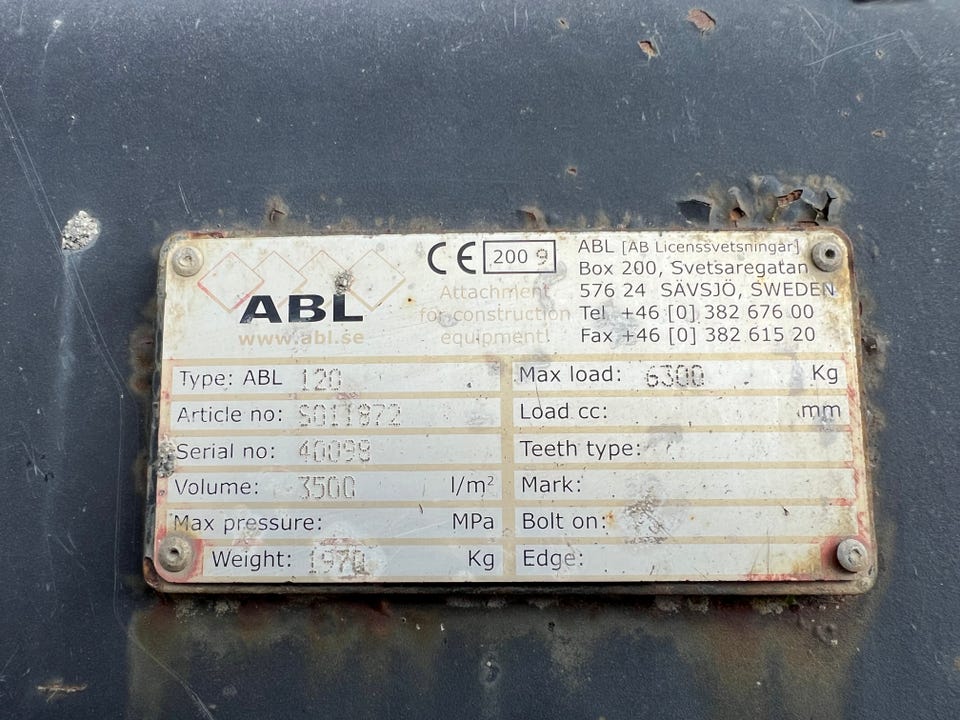 ABL
www.abl.se
CE 2009
Attachment
for construction
equipment!
ABL [AB Licenssvetsningar]
Box 200, Svetsaregatan
576 24 SÄVSJÖ, SWEDEN
Tel +46 [0] 382 676 00
Fax +46 [0] 382 615 20
Type: ABL 120
Article no: S011872
Serial no: 40098
Volume: 3500 l/m²
Max pressure: MPa
Weight: 1970 Kg
Max load: 6300 Kg
Load cc: mm
Teeth type:
Mark:
Bolt on:
Edge: